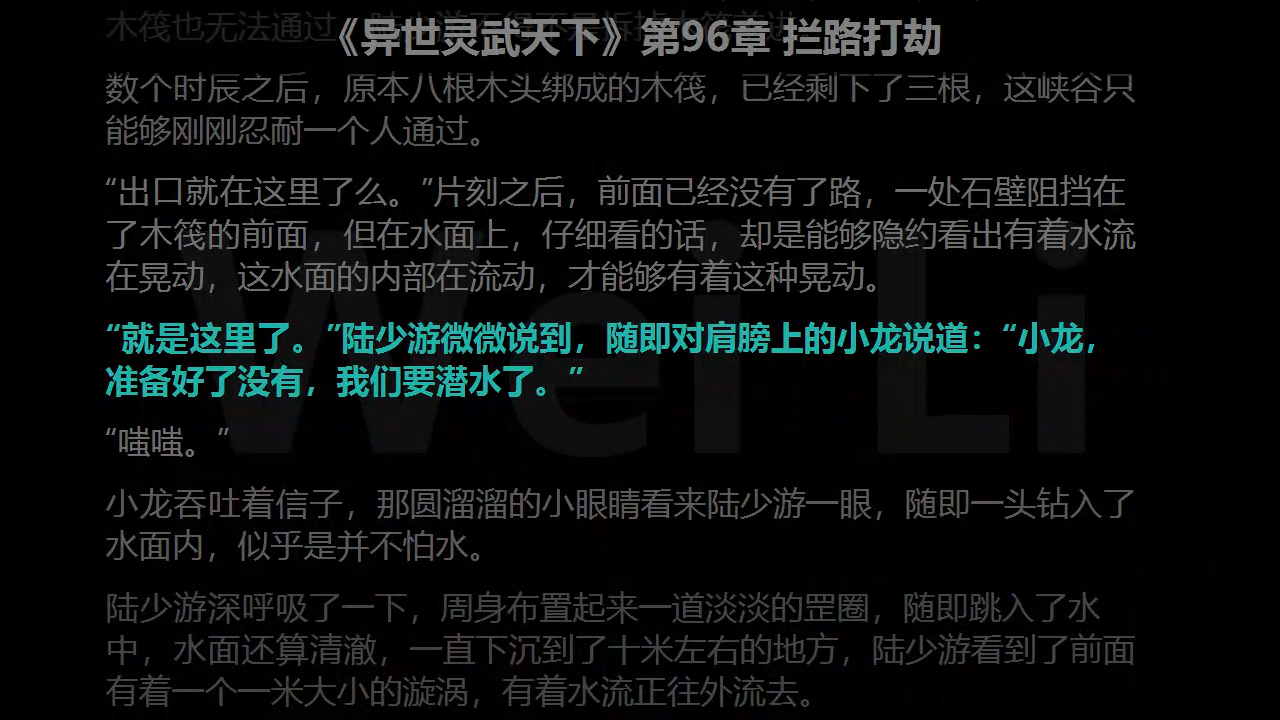 木筏也无法通过
《异世灵武天下》第96章 拦路打劫
数个时辰之后，原本八根木头绑成的木筏，已经剩下了三根，这峡谷只
能够刚刚忍耐一个人通过。
“出口就在这里了么。”片刻之后，前面已经没有了路，一处石壁阻挡在
了木筏的前面，但在水面上，仔细看的话，却是能够隐约看出有着水流
在晃动，这水面的内部在流动，才能够有着这种晃动。
“就是这里了。”陆少游微微说到，随即对肩膀上的小龙说道：“小龙，
准备好了没有，我们要潜水了。”
“嗤嗤。”
小龙吞吐着信子，那圆溜溜的小眼睛看来陆少游一眼，随即一头钻入了
水面内，似乎是并不怕水。
陆少游深呼吸了一下，周身布置起来一道淡淡的罡圈，随即跳入了水
中，水面还算清澈，一直下沉到了十米左右的地方，陆少游看到了前面
有着一个一米大小的漩涡，有着水流正往外流去。
Wei Li